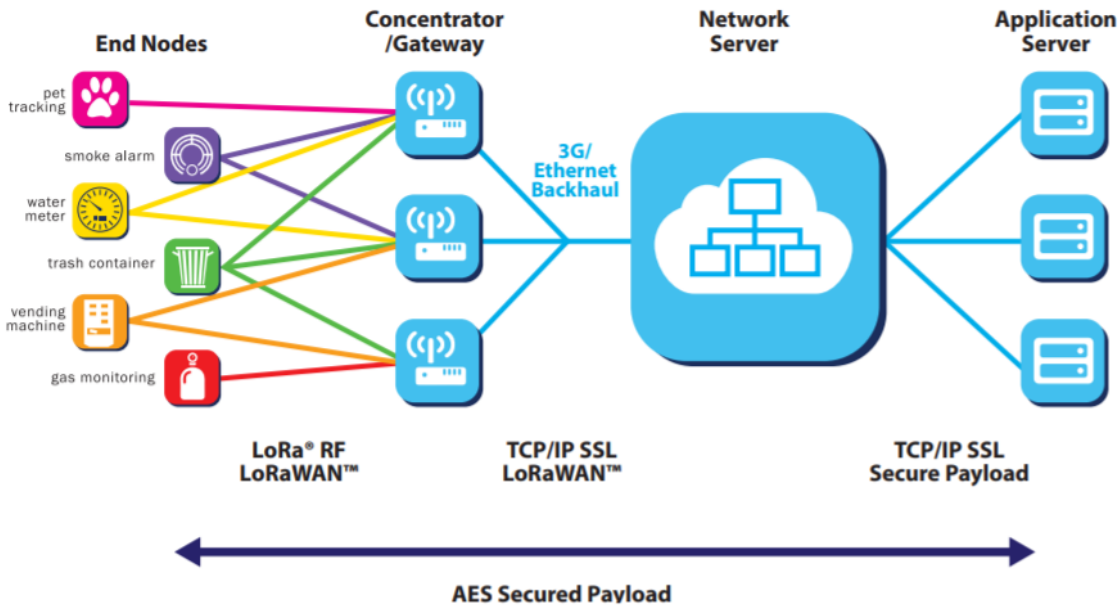 End Nodes
Concentrator
/Gateway
Network
Server
Application
Server
pet
tracking
smoke alarm
water
meter
trash container
vending
machine
gas monitoring
3G/
Ethernet
Backhaul
LoRa® RF
LoRaWAN™
TCP/IP SSL
LoRaWAN™
TCP/IP SSL
Secure Payload
AES Secured Payload